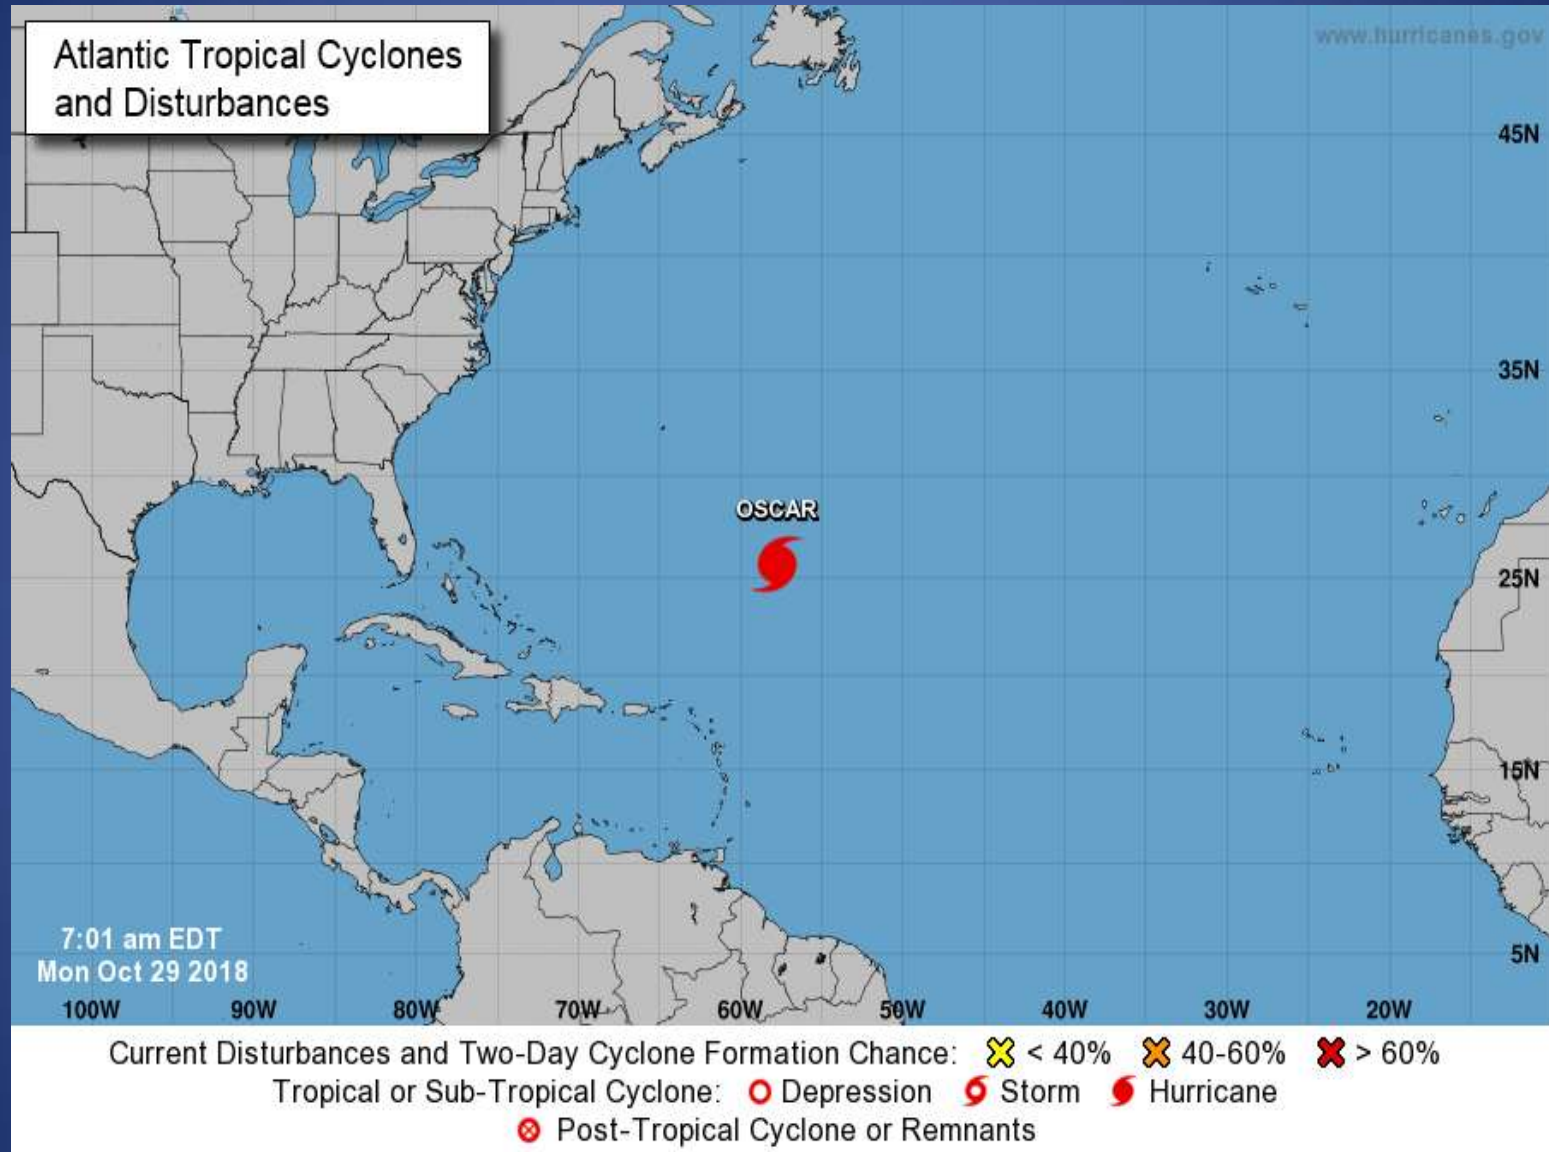 Atlantic Tropical Cyclones
and Disturbances
www.hurricanes.gov
45N
35N
OSCAR
25N
15N
7:01 am EDT
Mon Oct 29 2018
5N
100W 90W 80W 70W 60W 50W 40W 30W 20W
Current Disturbances and Two-Day Cyclone Formation Chance: < 40% 40-60% > 60%
Tropical or Sub-Tropical Cyclone: Depression Storm Hurricane
Post-Tropical Cyclone or Remnants